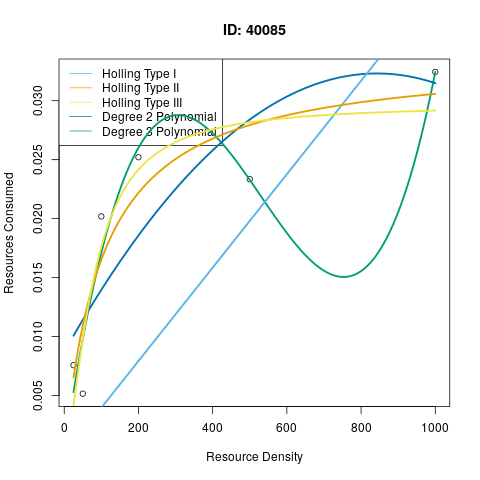 ID: 40085
Holling Type I
Holling Type II
Holling Type III
Degree 2 Polynomial
Degree 3 Polynomial
Resources Consumed
0.030
0.025
0.020
0.015
0.010
0.005
0 200 400 600 800 1000
Resource Density